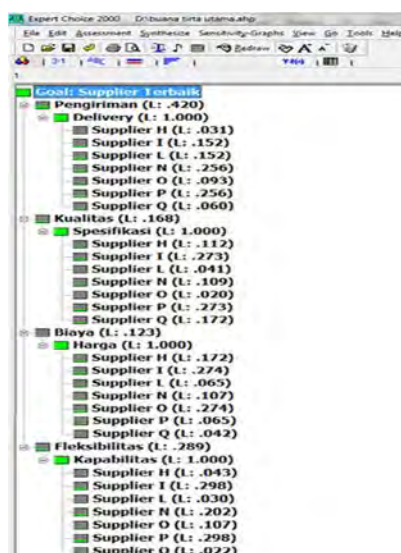 Expert Choice 2000 D:\buana tirta utama.ahp
File Edit Assessment Synthesize Sensitivity-Graphs View Go Tools Help
Redraw
3:1 ABC
1
Goal: Supplier Terbaik
Pengiriman (L: .420)
Delivery (L: 1.000)
Supplier H (L: .031)
Supplier I (L: .152)
Supplier L (L: .152)
Supplier N (L: .256)
Supplier O (L: .093)
Supplier P (L: .256)
Supplier Q (L: .060)
Kualitas (L: .168)
Spesifikasi (L: 1.000)
Supplier H (L: .112)
Supplier I (L: .273)
Supplier L (L: .041)
Supplier N (L: .109)
Supplier O (L: .020)
Supplier P (L: .273)
Supplier Q (L: .172)
Biaya (L: .123)
Harga (L: 1.000)
Supplier H (L: .172)
Supplier I (L: .274)
Supplier L (L: .065)
Supplier N (L: .107)
Supplier O (L: .274)
Supplier P (L: .065)
Supplier Q (L: .042)
Fleksibilitas (L: .289)
Kapabilitas (L: 1.000)
Supplier H (L: .043)
Supplier I (L: .298)
Supplier L (L: .030)
Supplier N (L: .202)
Supplier O (L: .107)
Supplier P (L: .298)
Supplier Q (L: .022)